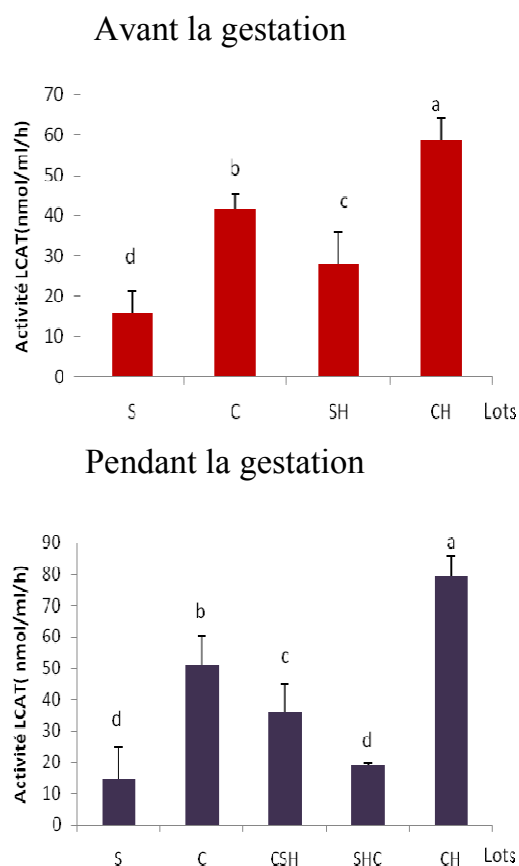 Avant la gestation
Activité LCAT(nmol/ml/h)
70
60
50
40
30
20
10
0
d
b
c
a
S C SH CH Lots
Pendant la gestation
Activité LCAT( nmol/ml/h)
90
80
70
60
50
40
30
20
10
0
d
b
c
d
a
S C CSH SHC CH Lots